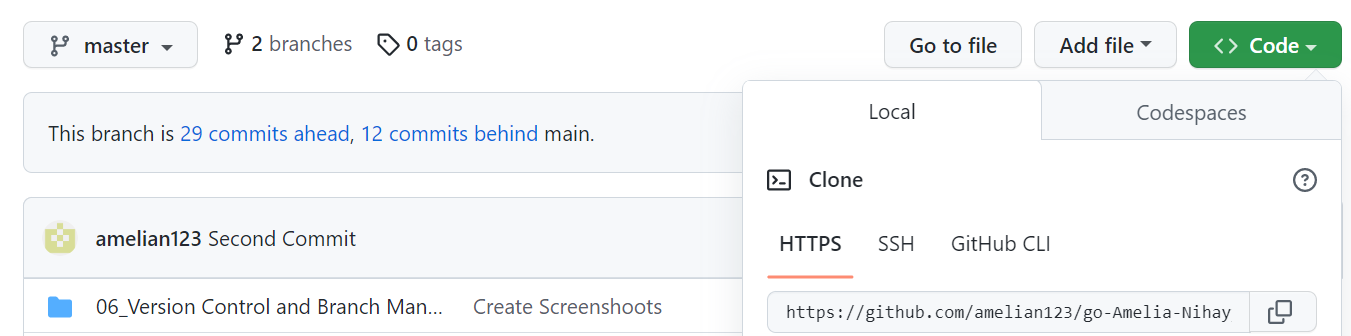 master 2 branches 0 tags Go to file Add file Code
Local Codespaces
This branch is 29 commits ahead, 12 commits behind main.
Clone
amelian123 Second Commit
HTTPS SSH GitHub CLI
06_Version Control and Branch Man... Create Screenshoots
https://github.com/amelian123/go-Amelia-Nihay